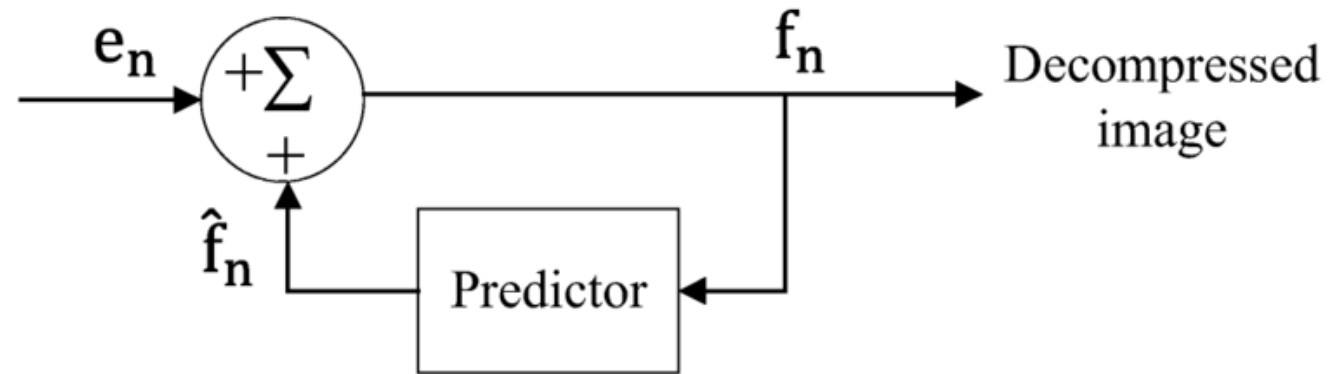 eₙ
+Σ
+
fₙ
Decompressed
image
f̂ₙ
Predictor